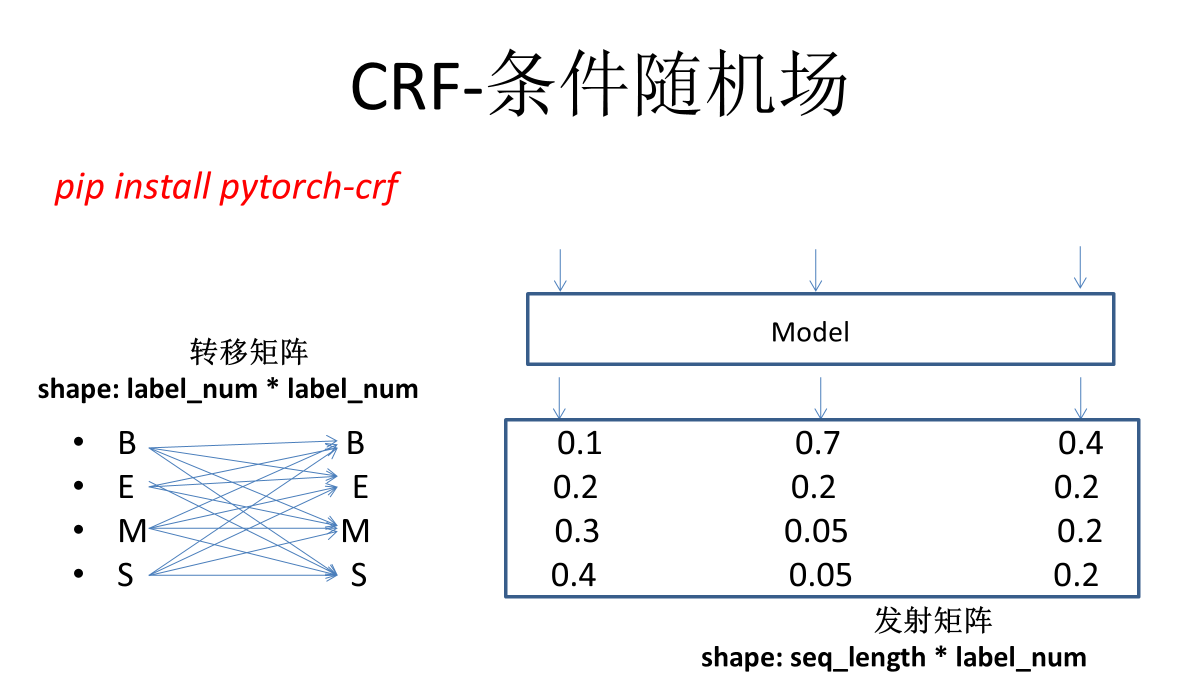 CRF-条件随机场
pip install pytorch-crf
转移矩阵
shape: label_num * label_num
• B B
• E E
• M M
• S S
Model
0.1 0.7 0.4
0.2 0.2 0.2
0.3 0.05 0.2
0.4 0.05 0.2
发射矩阵
shape: seq_length * label_num